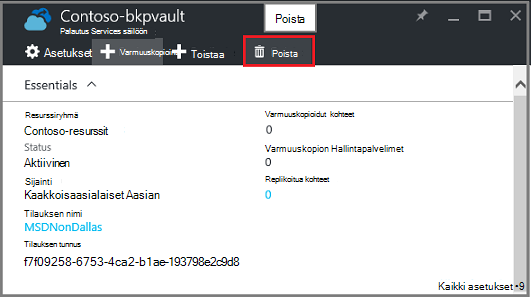 Contoso-bkpvault
Palautus Services säilöön
Poista
Asetukset
Varmuuskopiointi
Toistaa
Poista
Essentials
Resurssiryhmä
Contoso-resurssit
Status
Aktiivinen
Sijainti
Kaakkoisaasialaiset Aasian
Tilauksen nimi
MSDNonDallas
Tilauksen tunnus
f7f09258-6753-4ca2-b1ae-193798e2c9d8
Varmuuskopioidut kohteet
0
Varmuuskopion Hallintapalvelimet
0
Replikoitua kohteet
0
Kaikki asetukset